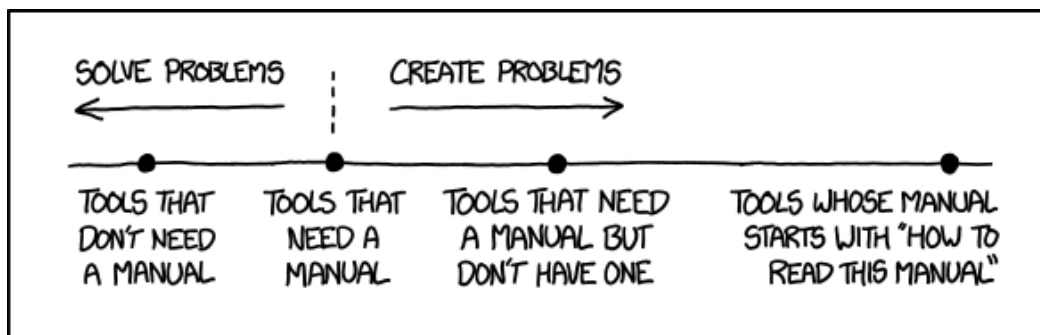 SOLVE PROBLEMS
CREATE PROBLEMS
TOOLS THAT
DON'T NEED
A MANUAL
TOOLS THAT
NEED A
MANUAL
TOOLS THAT NEED
A MANUAL BUT
DON'T HAVE ONE
TOOLS WHOSE MANUAL
STARTS WITH "HOW TO
READ THIS MANUAL"